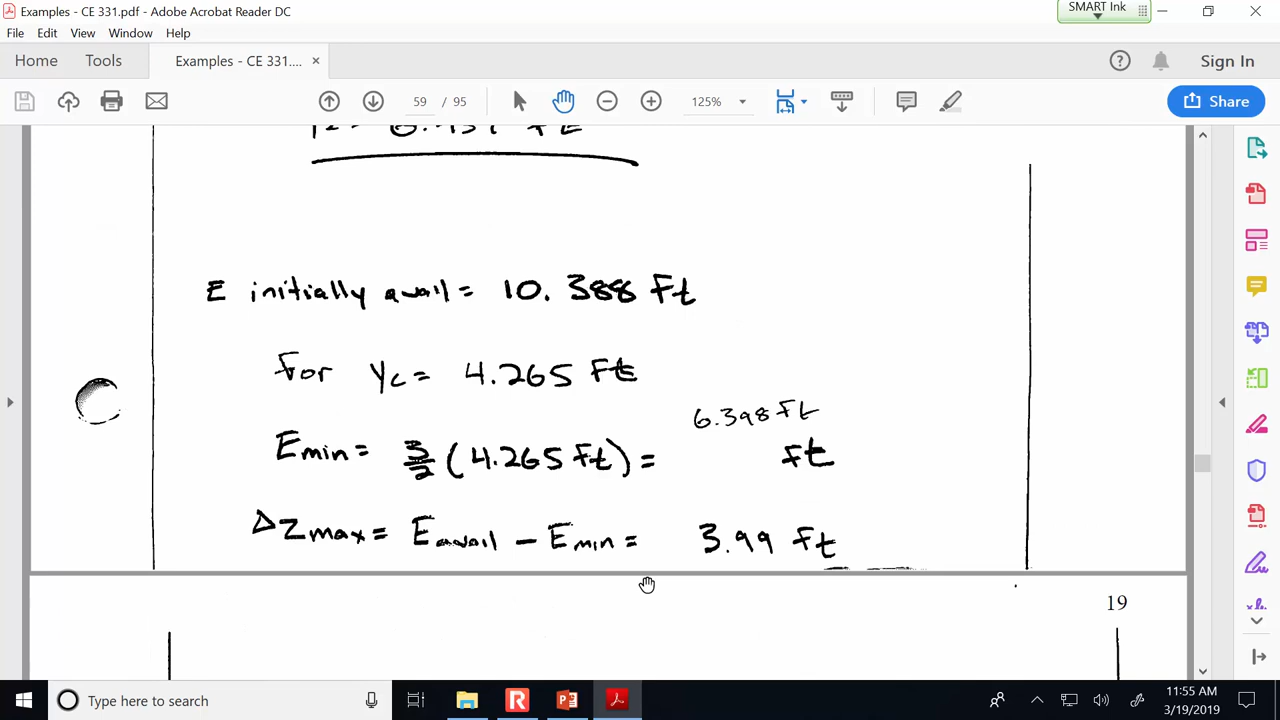 Examples - CE 331.pdf - Adobe Acrobat Reader DC
SMART Ink
File Edit View Window Help
Home Tools Examples - CE 331.... ×
Sign In
59 / 95
125%
Share
E initially avail = 10.388 Ft
For yc = 4.265 Ft
6.398 Ft
Emin = 3/2 (4.265 Ft) = Ft
ΔZmax = Eavail - Emin = 3.99 Ft
19
Type here to search
11:55 AM
3/19/2019